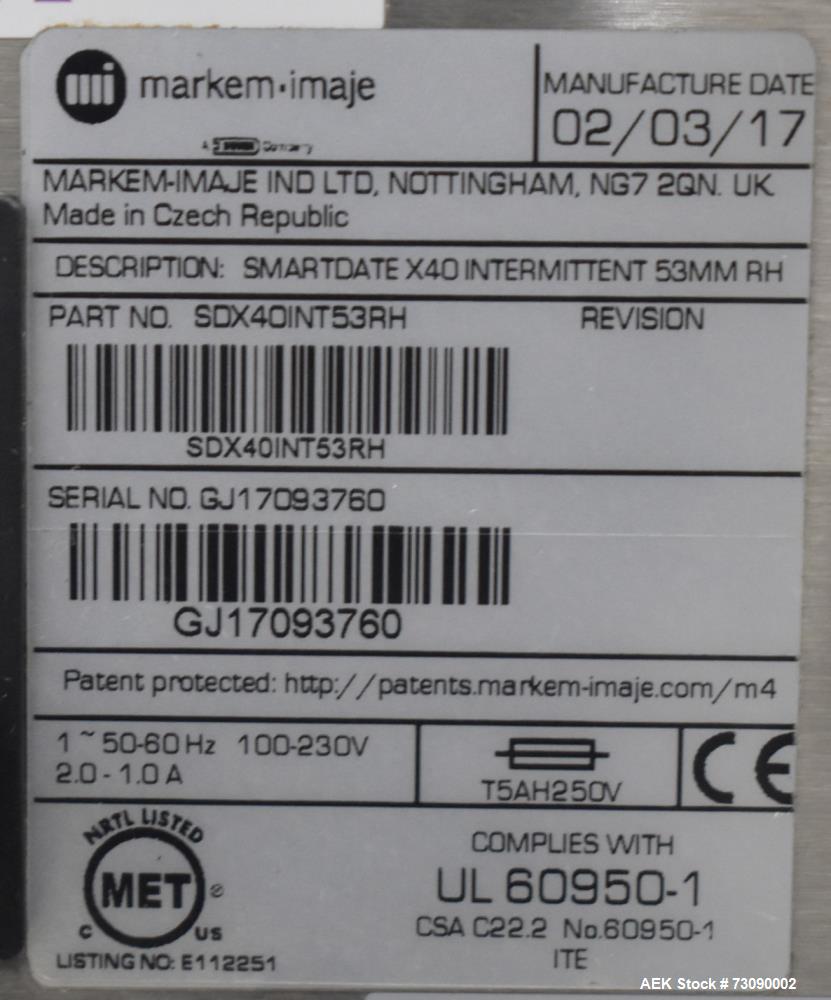 mi markem·imaje
A DOVER Company
MANUFACTURE DATE
02/03/17
MARKEM-IMAJE IND LTD, NOTTINGHAM, NG7 2QN. UK
Made in Czech Republic
DESCRIPTION: SMARTDATE X40 INTERMITTENT 53MM RH
PART NO. SDX40INT53RH REVISION
SDX40INT53RH
SERIAL NO. GJ17093760
GJ17093760
Patent protected: http://patents.markem-imaje.com/m4
1 ~ 50-60 Hz 100-230V
2.0 - 1.0 A
T5AH250V
CE
NRTL LISTED
MET ®
C US
LISTING NO: E112251
COMPLIES WITH
UL 60950-1
CSA C22.2 No.60950-1
ITE
AEK Stock # 73090002